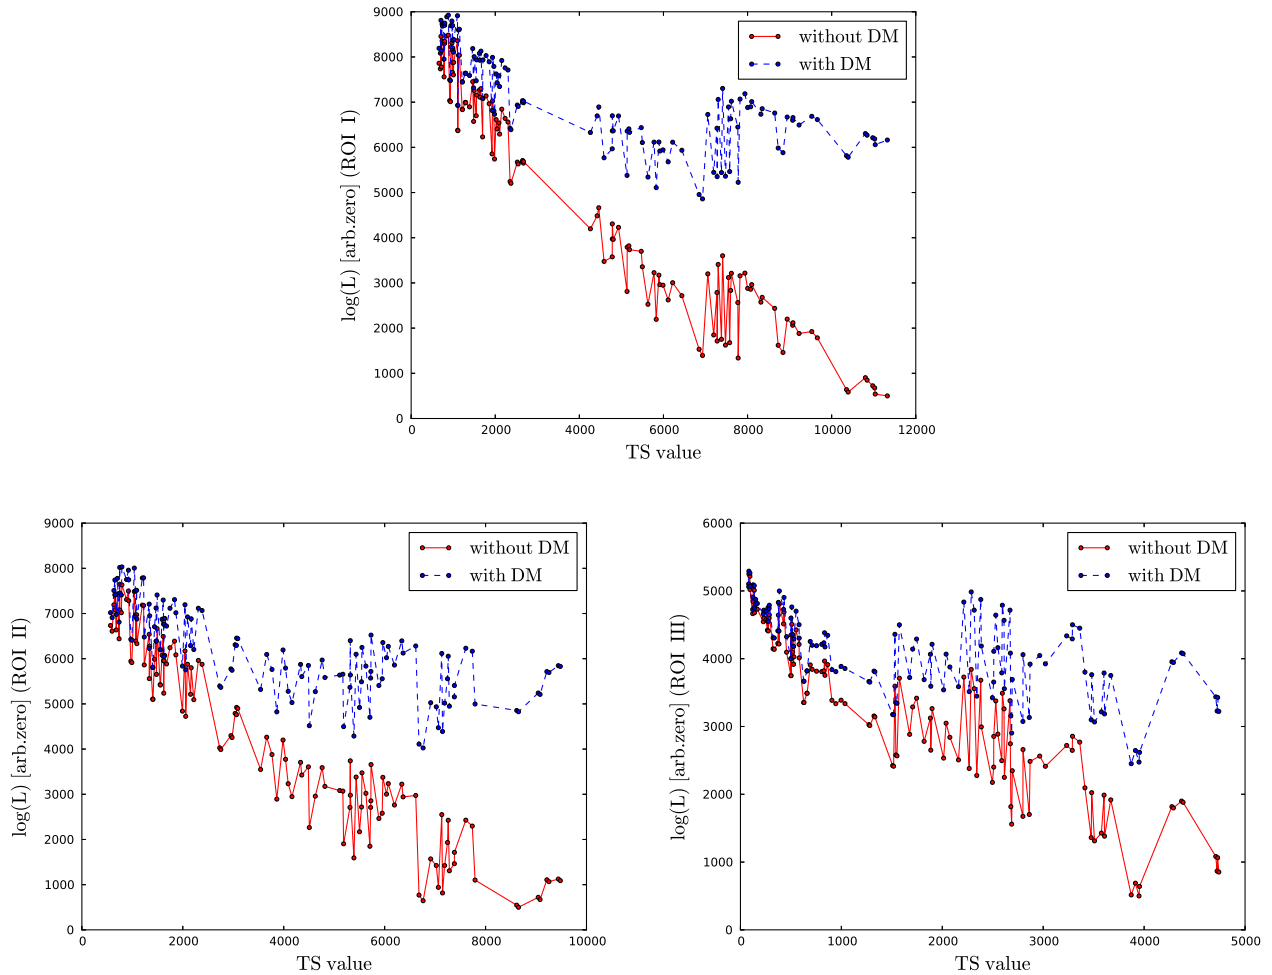 9000
8000
7000
6000
5000
4000
3000
2000
1000
0
log(L) [arb.zero] (ROI I)
without DM
with DM
0 2000 4000 6000 8000 10000 12000
TS value
9000
8000
7000
6000
5000
4000
3000
2000
1000
0
log(L) [arb.zero] (ROI II)
without DM
with DM
0 2000 4000 6000 8000 10000
TS value
6000
5000
4000
3000
2000
1000
0
log(L) [arb.zero] (ROI III)
without DM
with DM
0 1000 2000 3000 4000 5000
TS value